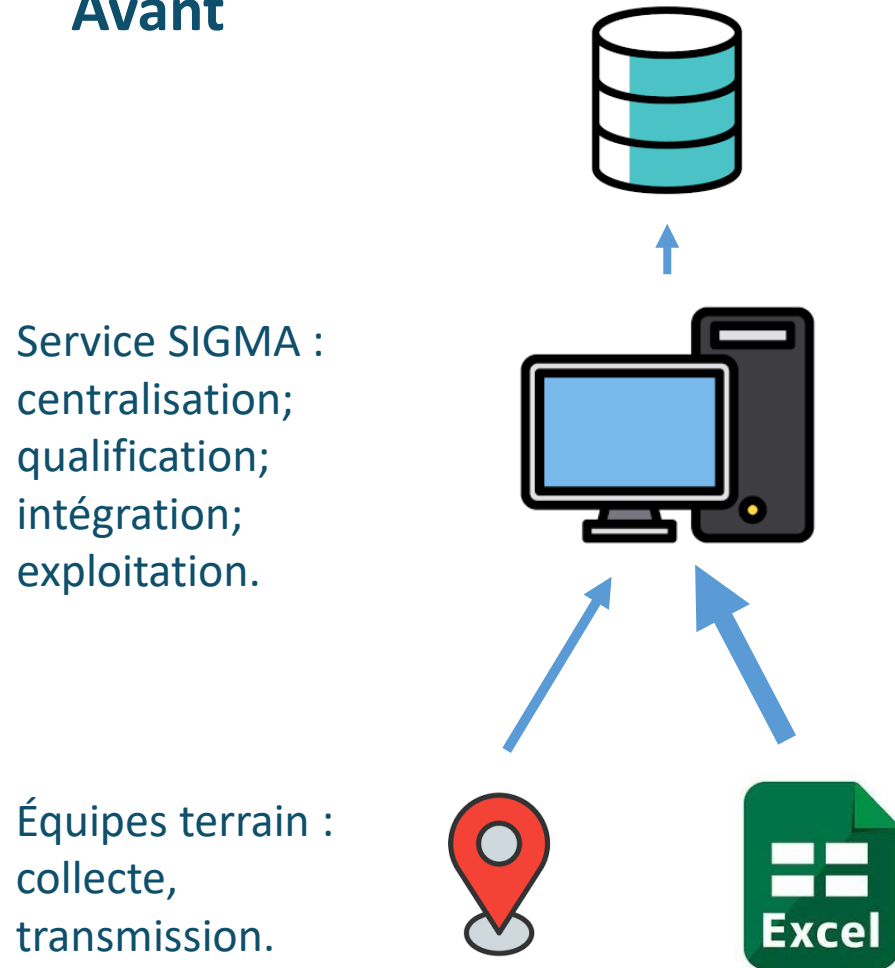 Avant
Service SIGMA :
centralisation;
qualification;
intégration;
exploitation.
Équipes terrain :
collecte,
transmission.
Excel